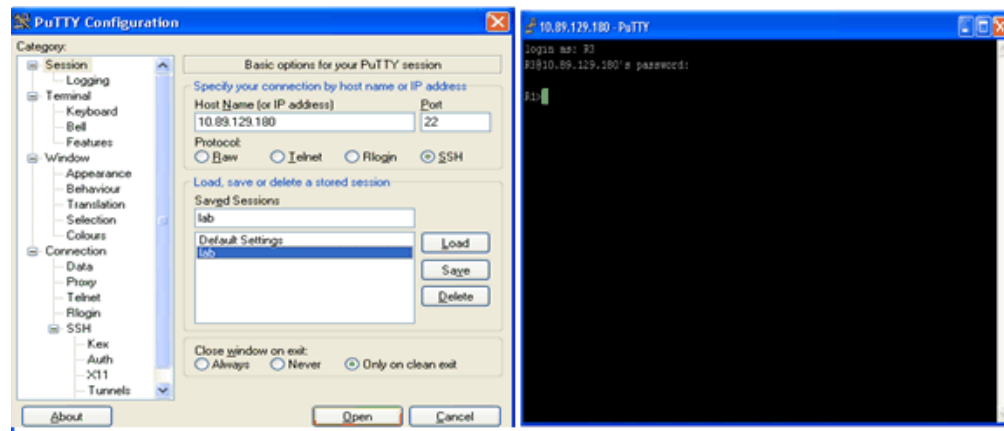 PuTTY Configuration
Category:
Session
Logging
Terminal
Keyboard
Bell
Features
Window
Appearance
Behaviour
Translation
Selection
Colours
Connection
Data
Proxy
Telnet
Rlogin
SSH
Kex
Auth
X11
Tunnels
Basic options for your PuTTY session
Specify your connection by host name or IP address
Host Name (or IP address) Port
10.89.129.180 22
Protocol:
Raw Telnet Rlogin SSH
Load, save or delete a stored session
Saved Sessions
lab
Default Settings
lab
Load
Save
Delete
Close window on exit:
Always Never Only on clean exit
About Open Cancel
10.89.129.180 - PuTTY
login as: R3
R3@10.89.129.180's password:
R1>